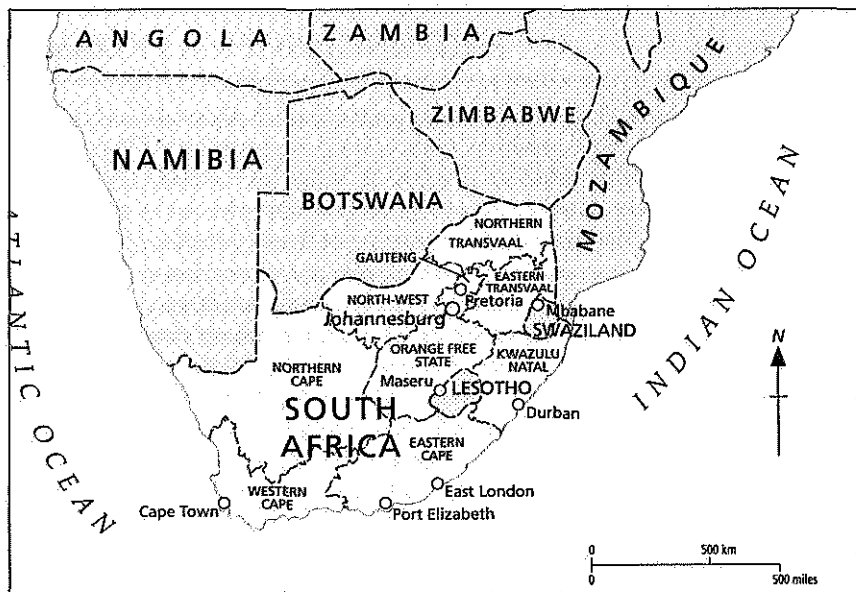 ANGOLA
ZAMBIA
ZIMBABWE
MOZAMBIQUE
NAMIBIA
BOTSWANA
NORTHERN
TRANSVAAL
GAUTENG
EASTERN
TRANSVAAL
Pretoria
NORTH-WEST
Johannesburg
Mbabane
SWAZILAND
ORANGE FREE
STATE
KWAZULU
NATAL
NORTHERN
CAPE
Maseru
LESOTHO
Durban
SOUTH
AFRICA
EASTERN
CAPE
WESTERN
CAPE
East London
Cape Town
Port Elizabeth
ATLANTIC OCEAN
INDIAN OCEAN
N
0 500 km
0 500 miles